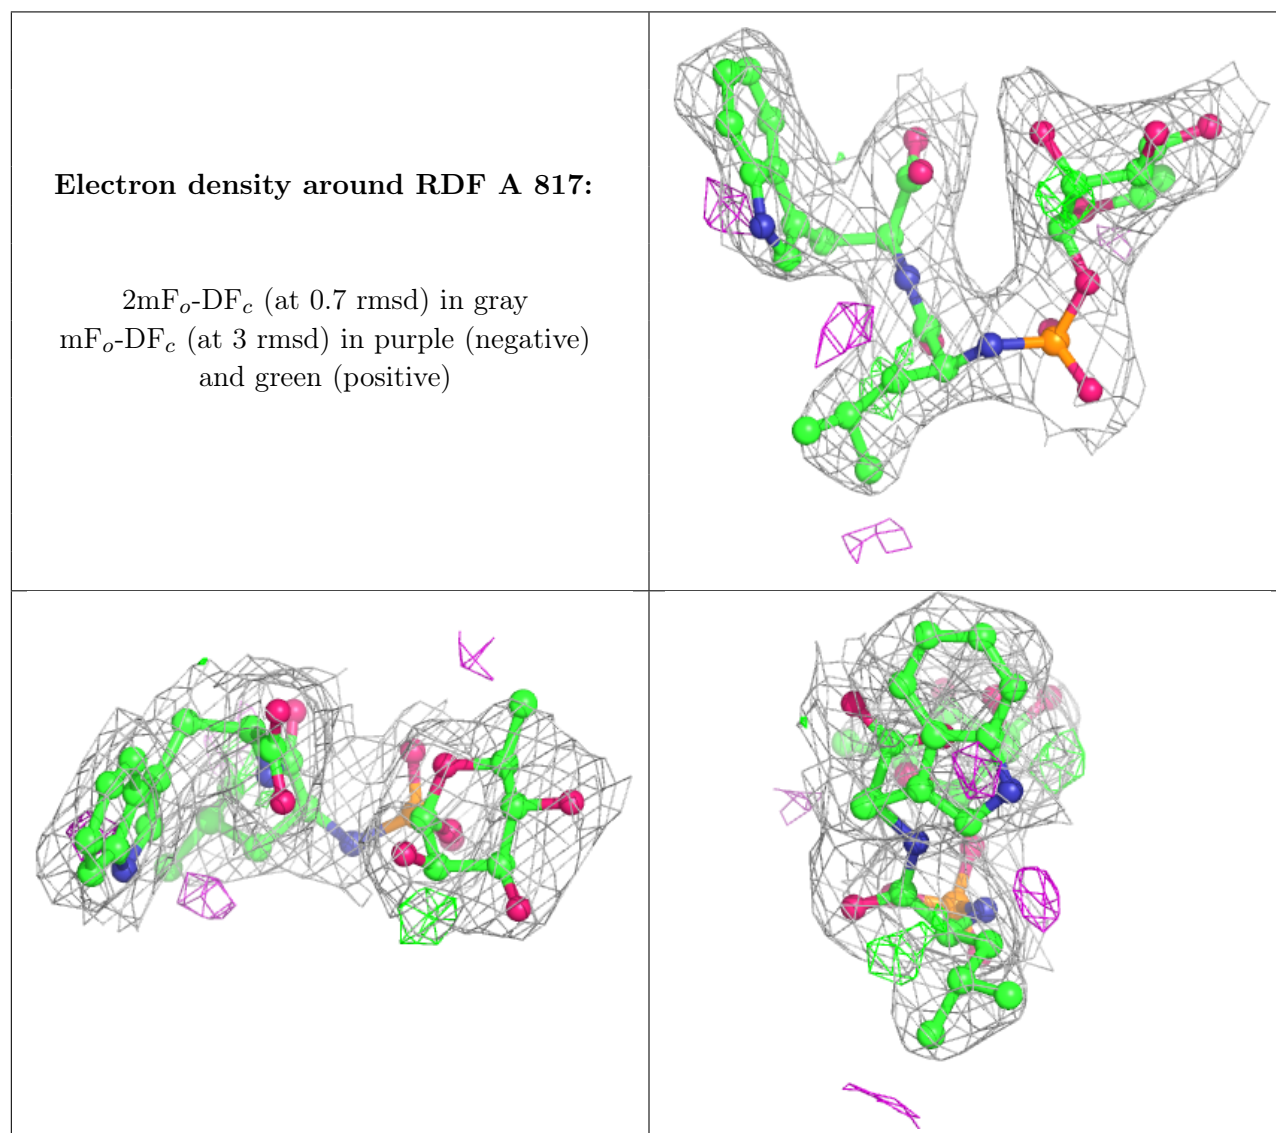 Electron density around RDF A 817:
2mFo-DFc (at 0.7 rmsd) in gray
mFo-DFc (at 3 rmsd) in purple (negative)
and green (positive)